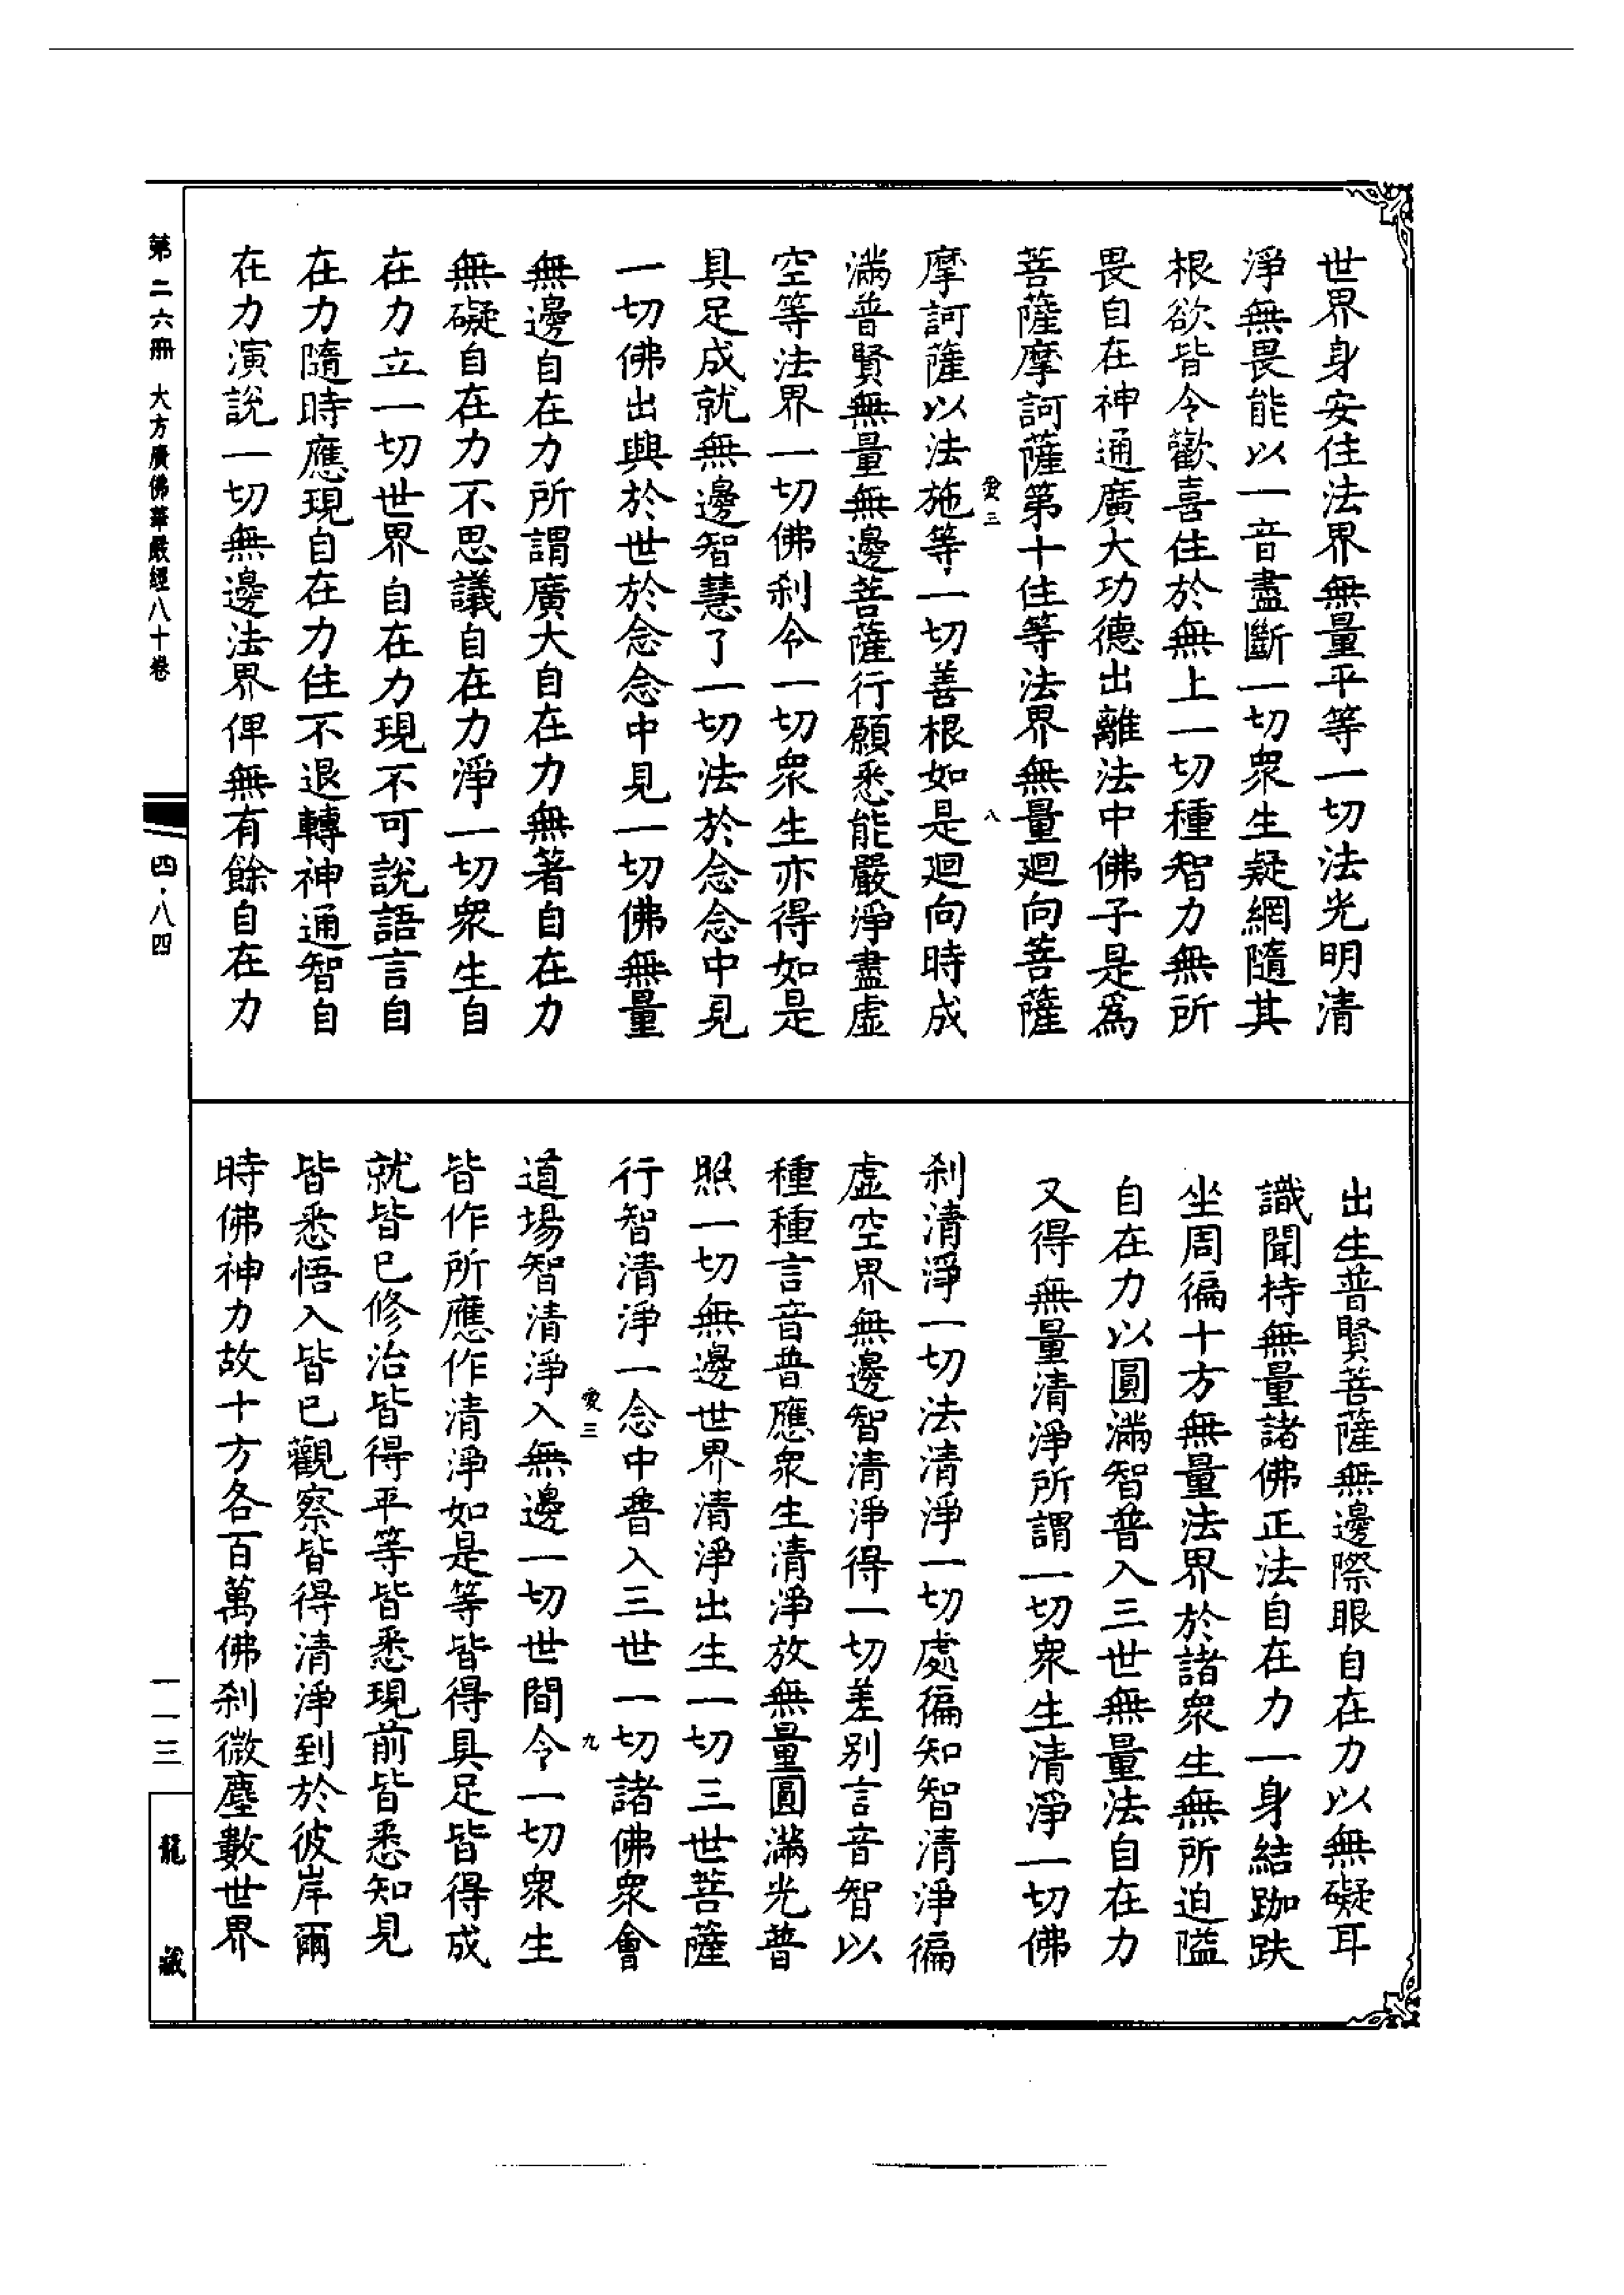 世界身安住法界無量平等一切法光明清
淨無畏能以一音盡斷一切衆生疑網隨其
根欲皆令歡喜住於無上一切種智力無所
畏自在神通廣大功德出離法中佛子是爲
菩薩摩訶薩第十住等法界無量廻向菩薩
愛三 八
摩訶薩以法施等一切善根如是廻向時成
滿普賢無量無邊菩薩行願悉能嚴淨盡虛
空等法界一切佛刹令一切衆生亦得如是
具足成就無邊智慧了一切法於念念中見
一切佛出興於世於念念中見一切佛無量
無邊自在力所謂廣大自在力無著自在力
無礙自在力不思議自在力淨一切衆生自
在力立一切世界自在力現不可說語言自
在力隨時應現自在力住不退轉神通智自
在力演說一切無邊法界俾無有餘自在力
出生普賢菩薩無邊際眼自在力以無礙耳
識聞持無量諸佛正法自在力一身結跏趺
坐周徧十方無量法界於諸衆生無所迫隘
自在力以圓滿智普入三世無量法自在力
又得無量清淨所謂一切衆生清淨一切佛
刹清淨一切法清淨一切處徧知智清淨徧
虛空界無邊智清淨得一切差別言音智以
種種言音普應衆生清淨放無量圓滿光普
照一切無邊世界清淨出生一切三世菩薩
行智清淨一念中普入三世一切諸佛衆會
愛三 九
道場智清淨入無邊一切世間令一切衆生
皆作所應作清淨如是等皆得具足皆得成
就皆已修治皆得平等皆悉現前皆悉知見
皆悉悟入皆已觀察皆得清淨到於彼岸爾
時佛神力故十方各百萬佛刹微塵數世界
第二六冊 大方廣佛華嚴經八十卷
四·八四
一一三
龍藏